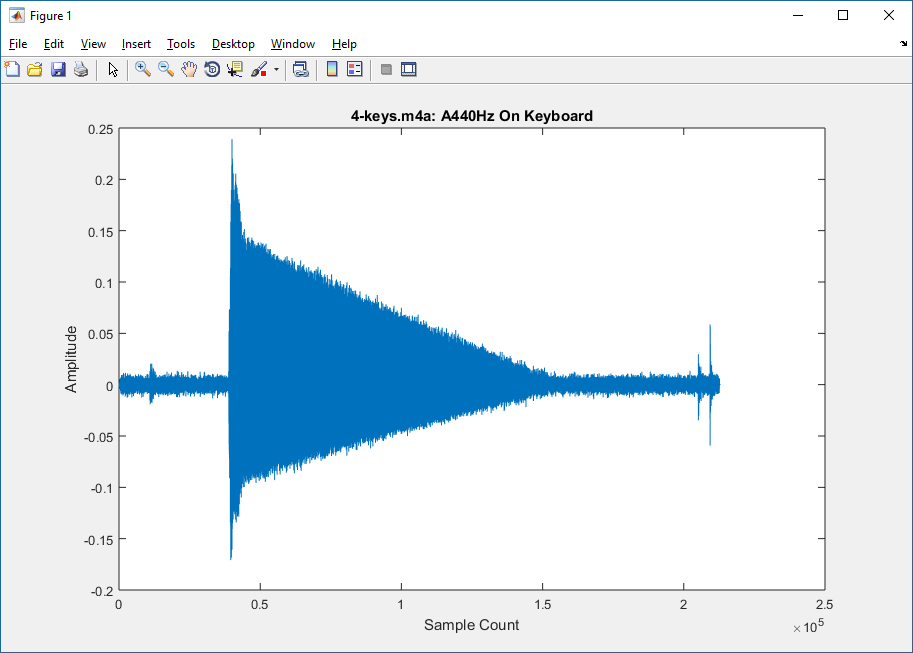 Figure 1
File Edit View Insert Tools Desktop Window Help
4-keys.m4a: A440Hz On Keyboard
0.25
0.2
0.15
0.1
0.05
0
-0.05
-0.1
-0.15
-0.2
Amplitude
0 0.5 1 1.5 2 2.5
Sample Count
×10⁵